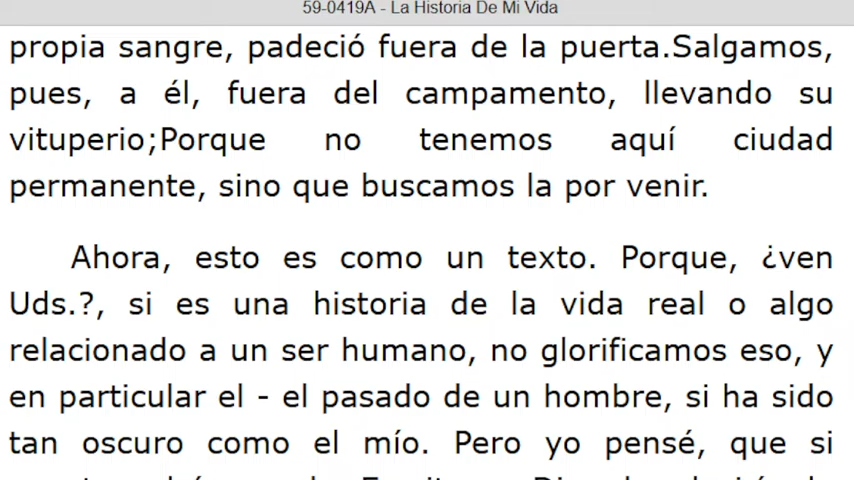 59-0419A - La Historia De Mi Vida
propia sangre, padeció fuera de la puerta.Salgamos,
pues, a él, fuera del campamento, llevando su
vituperio;Porque no tenemos aquí ciudad
permanente, sino que buscamos la por venir.
Ahora, esto es como un texto. Porque, ¿ven
Uds.?, si es una historia de la vida real o algo
relacionado a un ser humano, no glorificamos eso, y
en particular el - el pasado de un hombre, si ha sido
tan oscuro como el mío. Pero yo pensé, que si